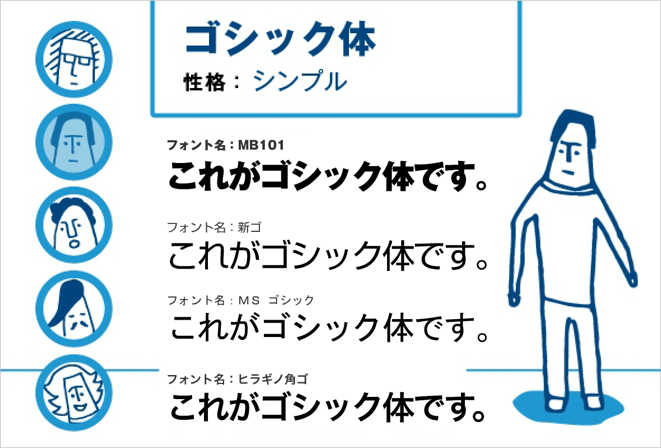 ゴシック体
性格：シンプル
フォント名：MB101
これがゴシック体です。
フォント名：新ゴ
これがゴシック体です。
フォント名：ＭＳ ゴシック
これがゴシック体です。
フォント名：ヒラギノ角ゴ
これがゴシック体です。